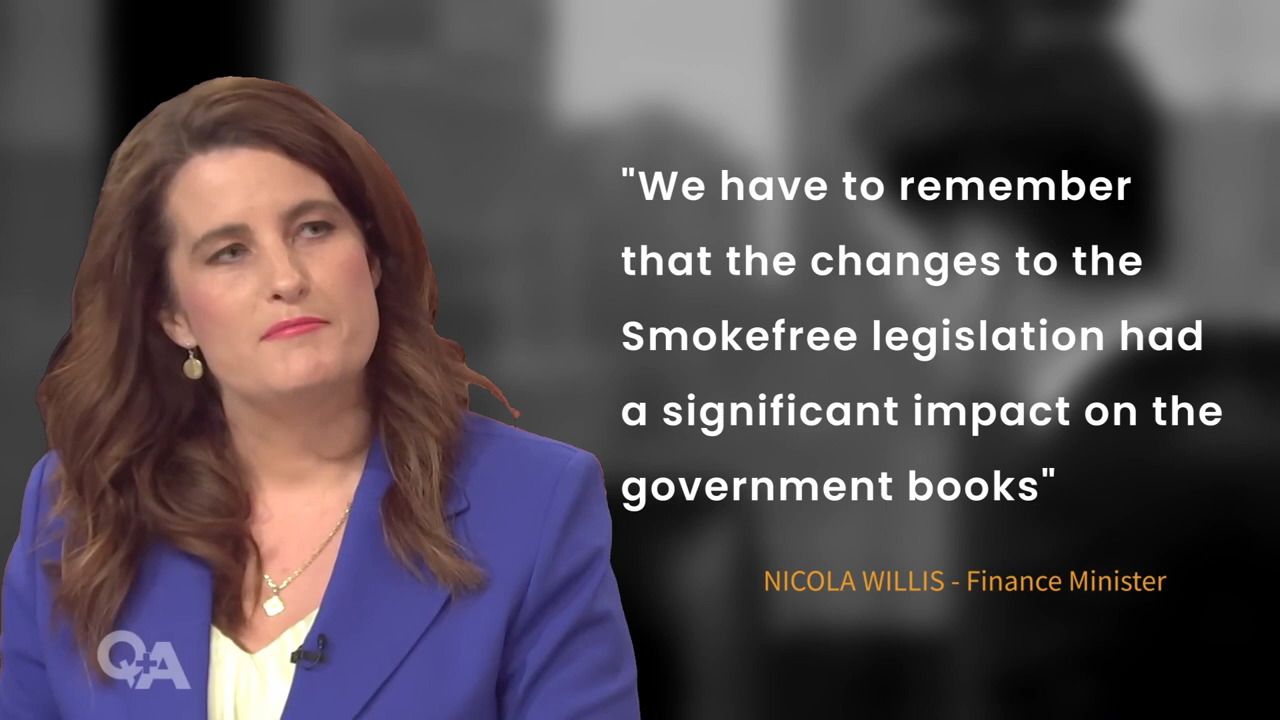 "We have to remember
that the changes to the
Smokefree legislation had
a significant impact on the
government books"
NICOLA WILLIS - Finance Minister
Q+A